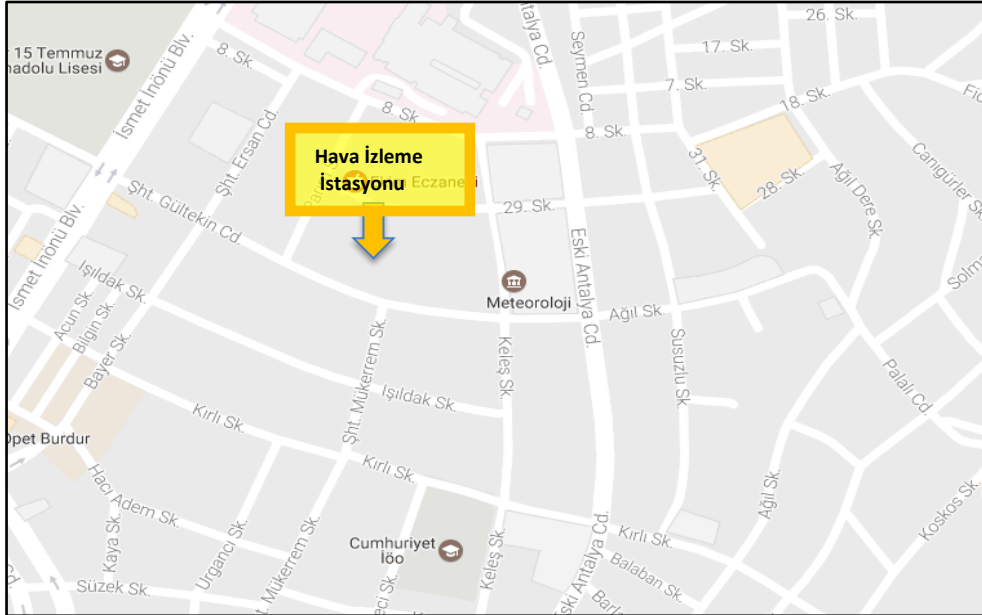 26. Sk.
15 Temmuz
nadolu Lisesi
İsmet İnönü Blv.
8. Sk.
Antalya Cd.
Seymen Cd.
17. Sk.
7. Sk.
18. Sk.
8. Sk.
8. Sk.
Şht. Ersan Cd.
Hava İzleme
İstasyonu
Ekim Eczanesi
31. Sk.
28. Sk.
Ağıl Dere Sk.
Canıgürler Sk.
Şht. Gültekin Cd.
29. Sk.
Eski Antalya Cd.
İsmet İnönü Blv.
Işıldak Sk.
Meteoroloji
Ağıl Sk.
Acun Sk.
Bilgin Sk.
Bayer Sk.
Şht. Mükerrem Sk.
Keleş Sk.
Susuzlu Sk.
Palalı Cd.
Işıldak Sk.
Kırlı Sk.
Opet Burdur
Kırlı Sk.
Hacı Adem Sk.
Ağıl Sk.
Koskos Sk.
Kaya Sk.
Urgancı Sk.
Şht. Mükerrem Sk.
Cumhuriyet
İöo
Keleş Sk.
Eski Antalya Cd.
Kırlı Sk.
Balaban Sk.
Süzek Sk.